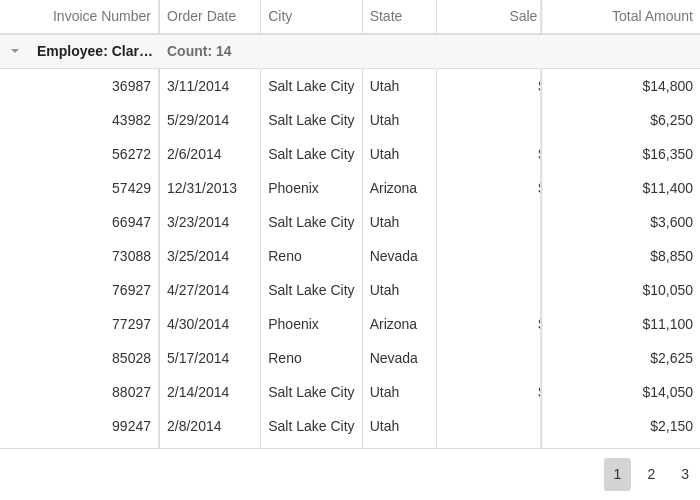 Invoice Number Order Date City State Sale Total Amount
Employee: Clar… Count: 14
36987 3/11/2014 Salt Lake City Utah $14,800
43982 5/29/2014 Salt Lake City Utah $6,250
56272 2/6/2014 Salt Lake City Utah $16,350
57429 12/31/2013 Phoenix Arizona $11,400
66947 3/23/2014 Salt Lake City Utah $3,600
73088 3/25/2014 Reno Nevada $8,850
76927 4/27/2014 Salt Lake City Utah $10,050
77297 4/30/2014 Phoenix Arizona $11,100
85028 5/17/2014 Reno Nevada $2,625
88027 2/14/2014 Salt Lake City Utah $14,050
99247 2/8/2014 Salt Lake City Utah $2,150
1 2 3